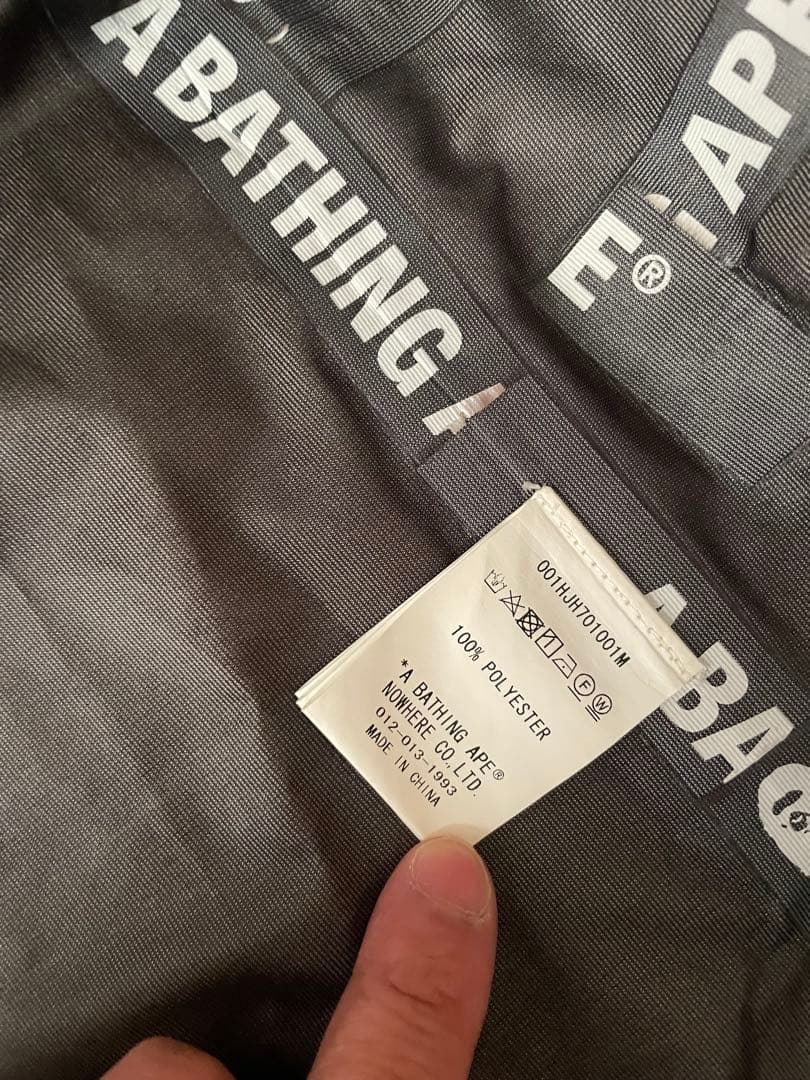 A BATHING A
APE
E®
A BA
001HJH701001M
100% POLYESTER
*A BATHING APE®
NOWHERE CO., LTD.
012-013-1993
MADE IN CHINA